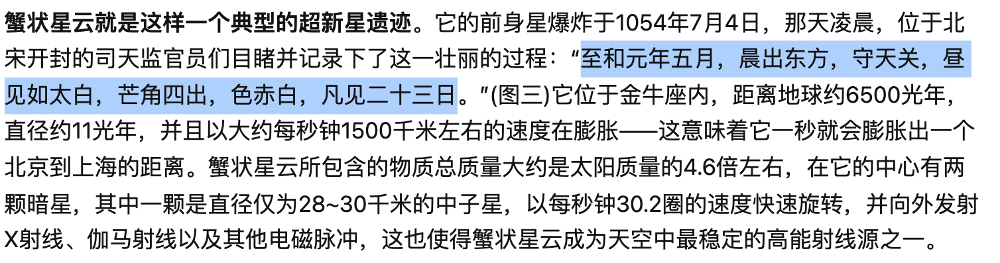 蟹状星云就是这样一个典型的超新星遗迹。它的前身星爆炸于1054年7月4日，那天凌晨，位于北
宋开封的司天监官员们目睹并记录下了这一壮丽的过程：“至和元年五月，晨出东方，守天关，昼
见如太白，芒角四出，色赤白，凡见二十三日。”(图三)它位于金牛座内，距离地球约6500光年，
直径约11光年，并且以大约每秒钟1500千米左右的速度在膨胀——这意味着它一秒就会膨胀出一个
北京到上海的距离。蟹状星云所包含的物质总质量大约是太阳质量的4.6倍左右，在它的中心有两
颗暗星，其中一颗是直径仅为28~30千米的中子星，以每秒钟30.2圈的速度快速旋转，并向外发射
X射线、伽马射线以及其他电磁脉冲，这也使得蟹状星云成为天空中最稳定的高能射线源之一。